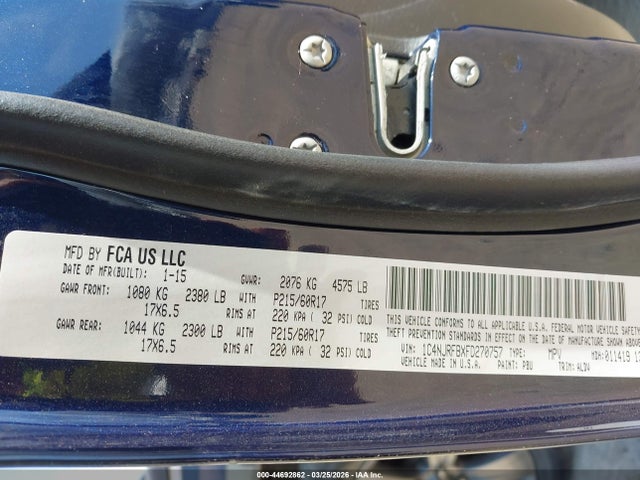 MFD BY FCA US LLC
DATE OF MFR(BUILT): 1-15 GVWR: 2076 KG 4575 LB
GAWR FRONT: 1080 KG 2380 LB WITH P215/60R17 TIRES
17X6.5 RIMS AT 220 KPA ( 32 PSI) COLD
GAWR REAR: 1044 KG 2300 LB WITH P215/60R17 TIRES
17X6.5 RIMS AT 220 KPA ( 32 PSI) COLD
THIS VEHICLE CONFORMS TO ALL APPLICABLE U.S.A. FEDERAL MOTOR VEHICLE
THEFT PREVENTION STANDARDS IN EFFECT ON THE DATE OF MANUFACTURE SHOWN
VIN: 1C4NJRFBXFD270757 TYPE: MPV MDH:011419
VEHICLE MADE IN U.S.A. PAINT: PBU TRIM: ALDV
000-44692862 - 03/25/2026 - IAA, Inc.